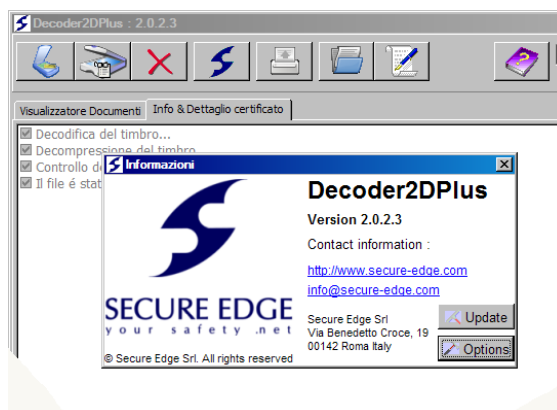 Decoder2DPlus : 2.0.2.3
Visualizzatore Documenti
Info & Dettaglio certificato
Decodifica del timbro...
Decompressione del timbro
Controllo
Il file é stat
Informazioni
Decoder2DPlus
Version 2.0.2.3
Contact information :
http://www.secure-edge.com
info@secure-edge.com
SECURE EDGE
your safety .net
© Secure Edge Srl. All rights reserved
Secure Edge Srl
Via Benedetto Croce, 19
00142 Roma Italy
Update
Options